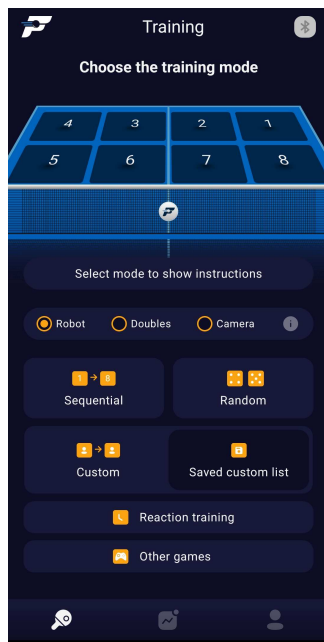 Training
Choose the training mode
4 3 2 1
5 6 7 8
Select mode to show instructions
Robot Doubles Camera i
1 → 8
Sequential
Random
Custom
Saved custom list
Reaction training
Other games